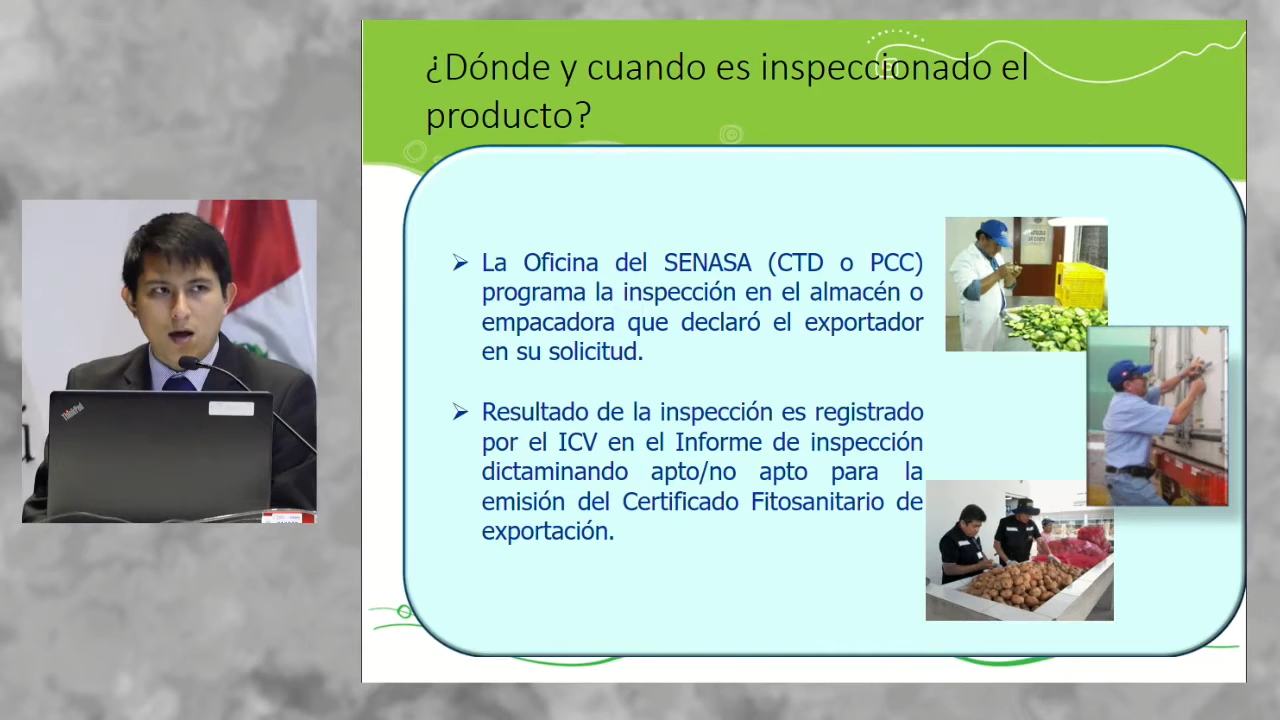 ¿Dónde y cuando es inspeccionado el
producto?
➢ La Oficina del SENASA (CTD o PCC)
programa la inspección en el almacén o
empacadora que declaró el exportador
en su solicitud.
➢ Resultado de la inspección es registrado
por el ICV en el Informe de inspección
dictaminando apto/no apto para la
emisión del Certificado Fitosanitario de
exportación.
ThinkPad